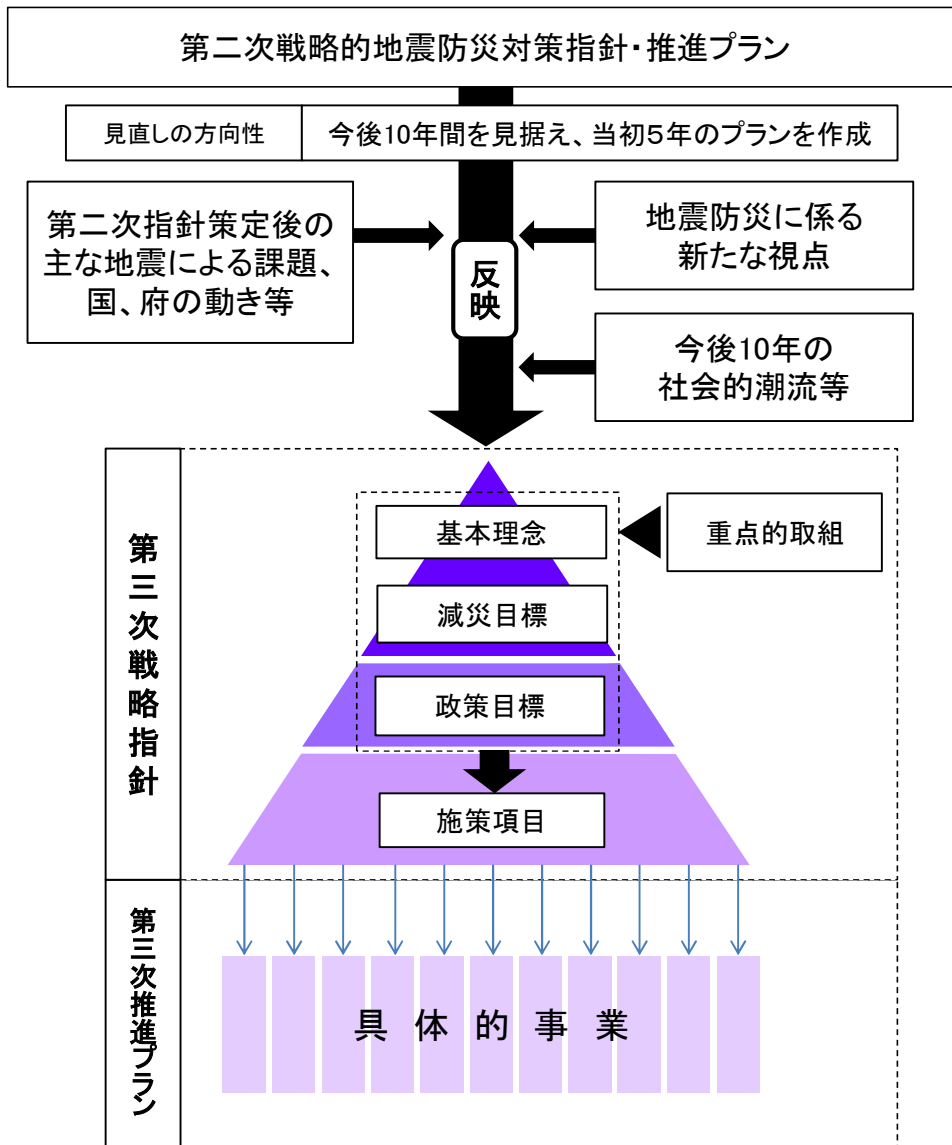 第二次戦略的地震防災対策指針・推進プラン
見直しの方向性
今後10年間を見据え、当初５年のプランを作成
第二次指針策定後の
主な地震による課題、
国、府の動き等
地震防災に係る
新たな視点
反映
今後10年の
社会的潮流等
第三次戦略指針
基本理念
重点的取組
減災目標
政策目標
施策項目
第三次推進プラン
具体的事業